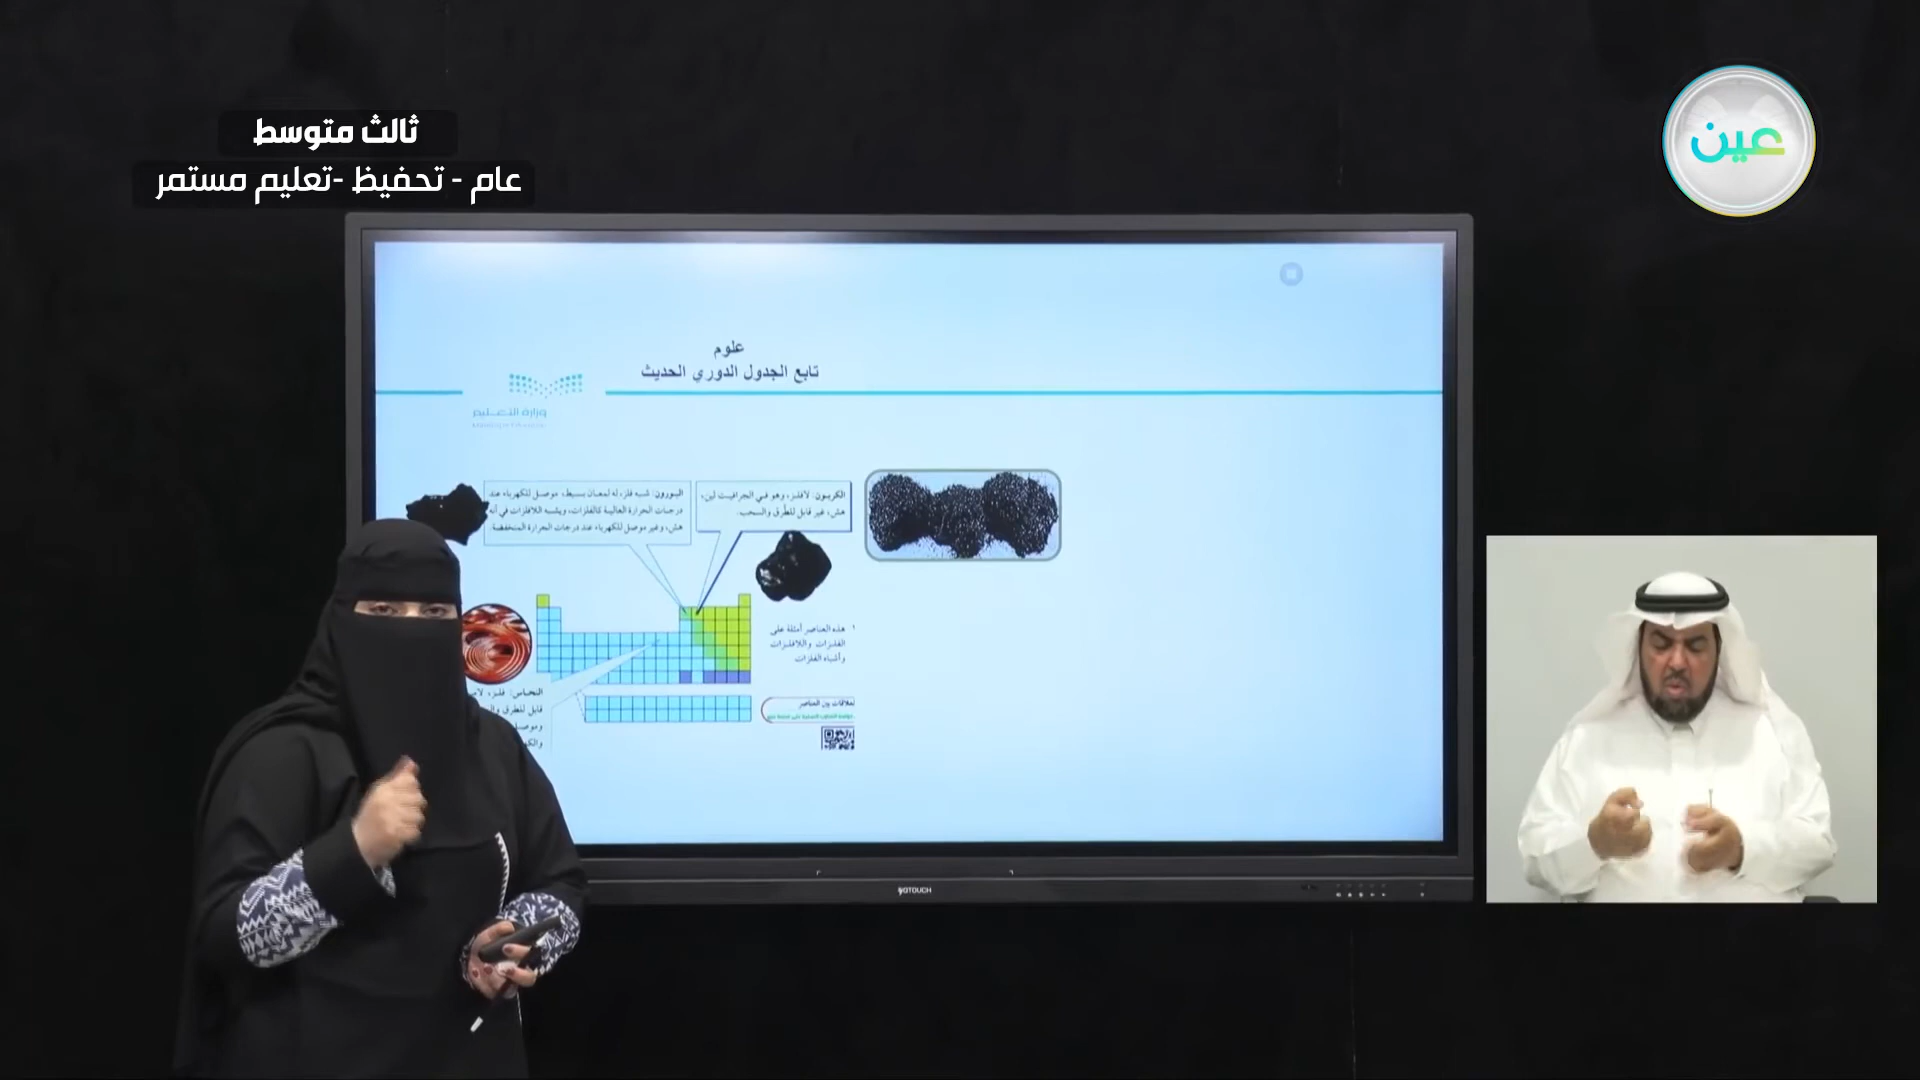 ثالث متوسط
عام - تحفيظ -تعليم مستمر
عين
علوم
تابع الجدول الدوري الحديث
وزارة التعليم
الكربون: لافلز، وهو في الجرافيت لين،
هش، غير قابل للطرق والسحب.
البورون: شبه فلز، له لمعان بسيط، موصل للكهرباء عند
درجات الحرارة العالية كالفلزات، ويشبه اللافلزات في أنه
هش، وغير موصل للكهرباء عند درجات الحرارة المنخفضة.
هذه العناصر أمثلة على
الفلزات واللافلزات
وأشباه الفلزات
النحاس: فلز،
قابل للطرق
العلاقات بين العناصر